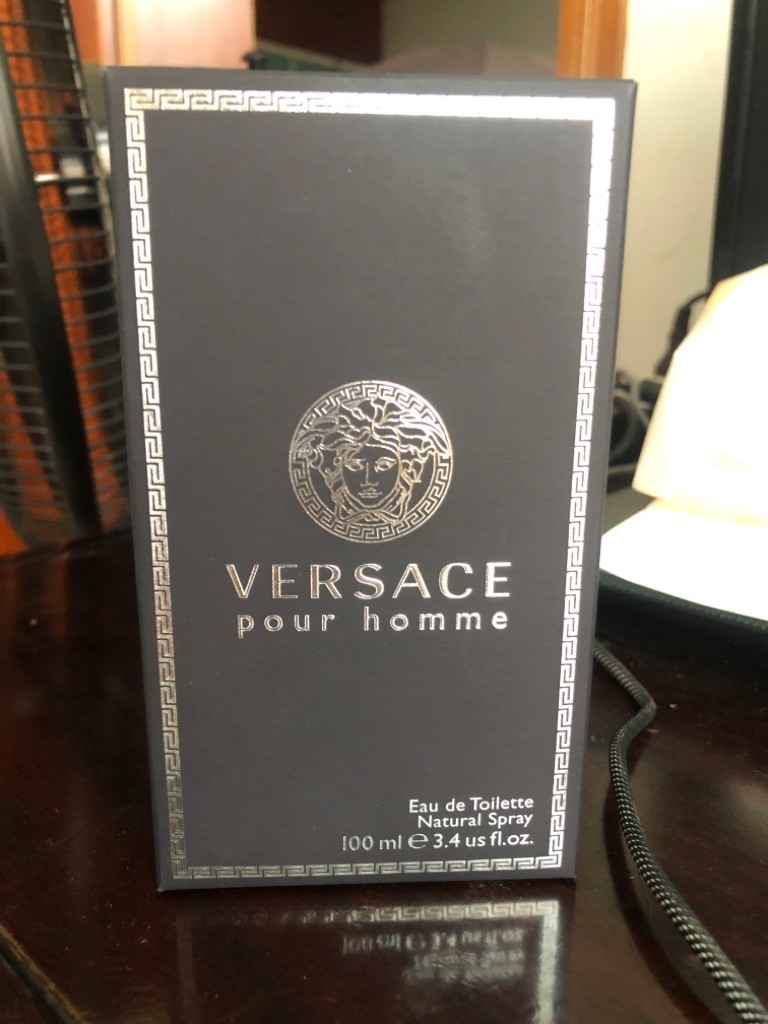 VERSACE
pour homme
Eau de Toilette
Natural Spray
100 ml ℮ 3.4 us fl.oz.